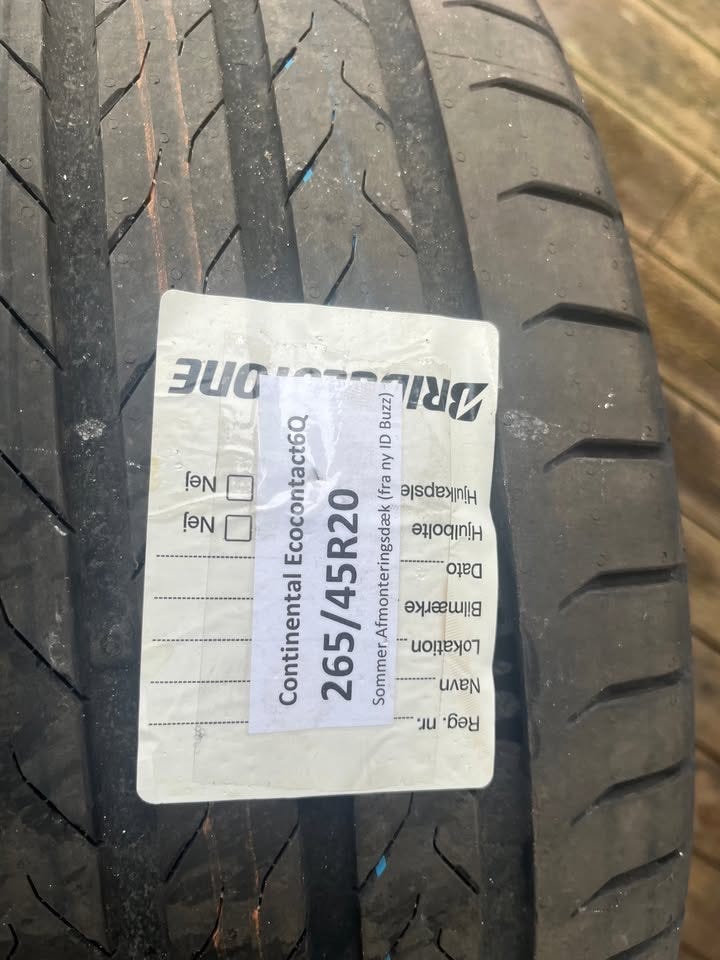 BRIDGESTONE
Hjulkapsle
Nej
Hjulbolte
Nej
Dato
Bilmærke
Lokation
Navn
Reg. nr.
Continental Ecocontact6Q
265/45R20
Sommer Afmonteringsdæk (fra ny ID Buzz)